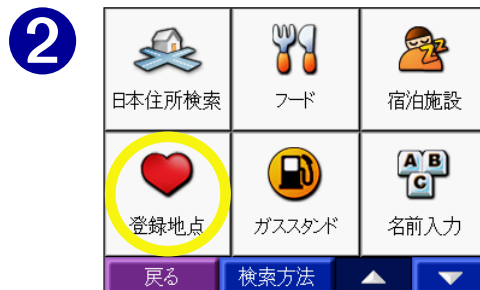 2
日本住所検索
フード
宿泊施設
登録地点
ガススタンド
A B
C
名前入力
戻る
検索方法